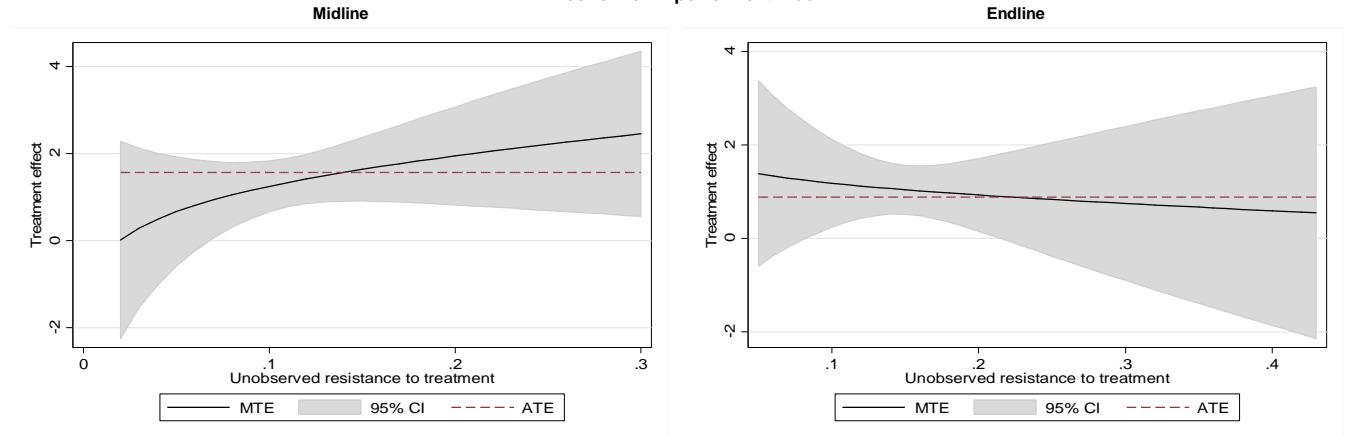 Midline
Endline
Treatment effect
4
2
0
-2
0
.1
.2
.3
Unobserved resistance to treatment
MTE
95% CI
ATE
Treatment effect
4
2
0
-2
.1
.2
.3
.4
Unobserved resistance to treatment
MTE
95% CI
ATE